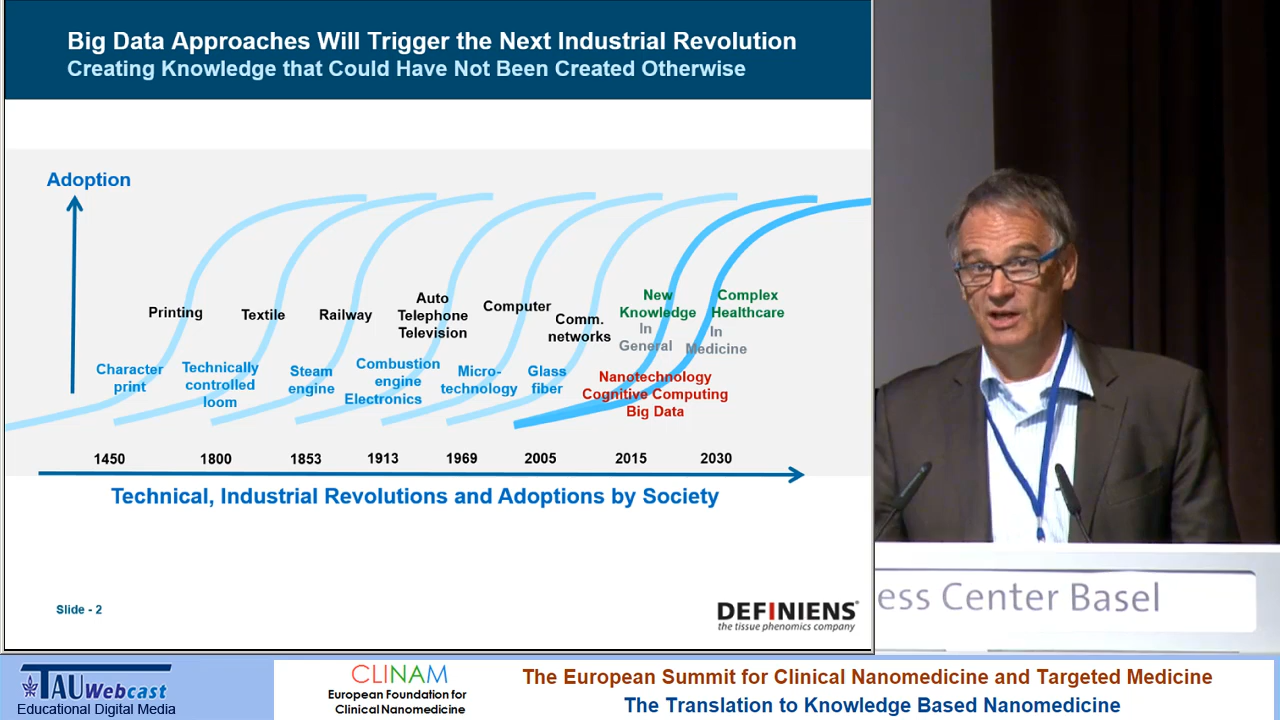 Big Data Approaches Will Trigger the Next Industrial Revolution
Creating Knowledge that Could Have Not Been Created Otherwise
Adoption
Printing
Textile
Railway
Auto
Telephone
Television
Computer
Comm.
networks
New
Knowledge
In
General
Complex
Healthcare
In
Medicine
Character
print
Technically
controlled
loom
Steam
engine
Combustion
engine
Electronics
Micro-
technology
Glass
fiber
Nanotechnology
Cognitive Computing
Big Data
1450 1800 1853 1913 1969 2005 2015 2030
Technical, Industrial Revolutions and Adoptions by Society
Slide - 2
DEFINIENS
the tissue phenomics company
ess Center Basel
TAU Webcast
Educational Digital Media
CLINAM
European Foundation for
Clinical Nanomedicine
The European Summit for Clinical Nanomedicine and Targeted Medicine
The Translation to Knowledge Based Nanomedicine